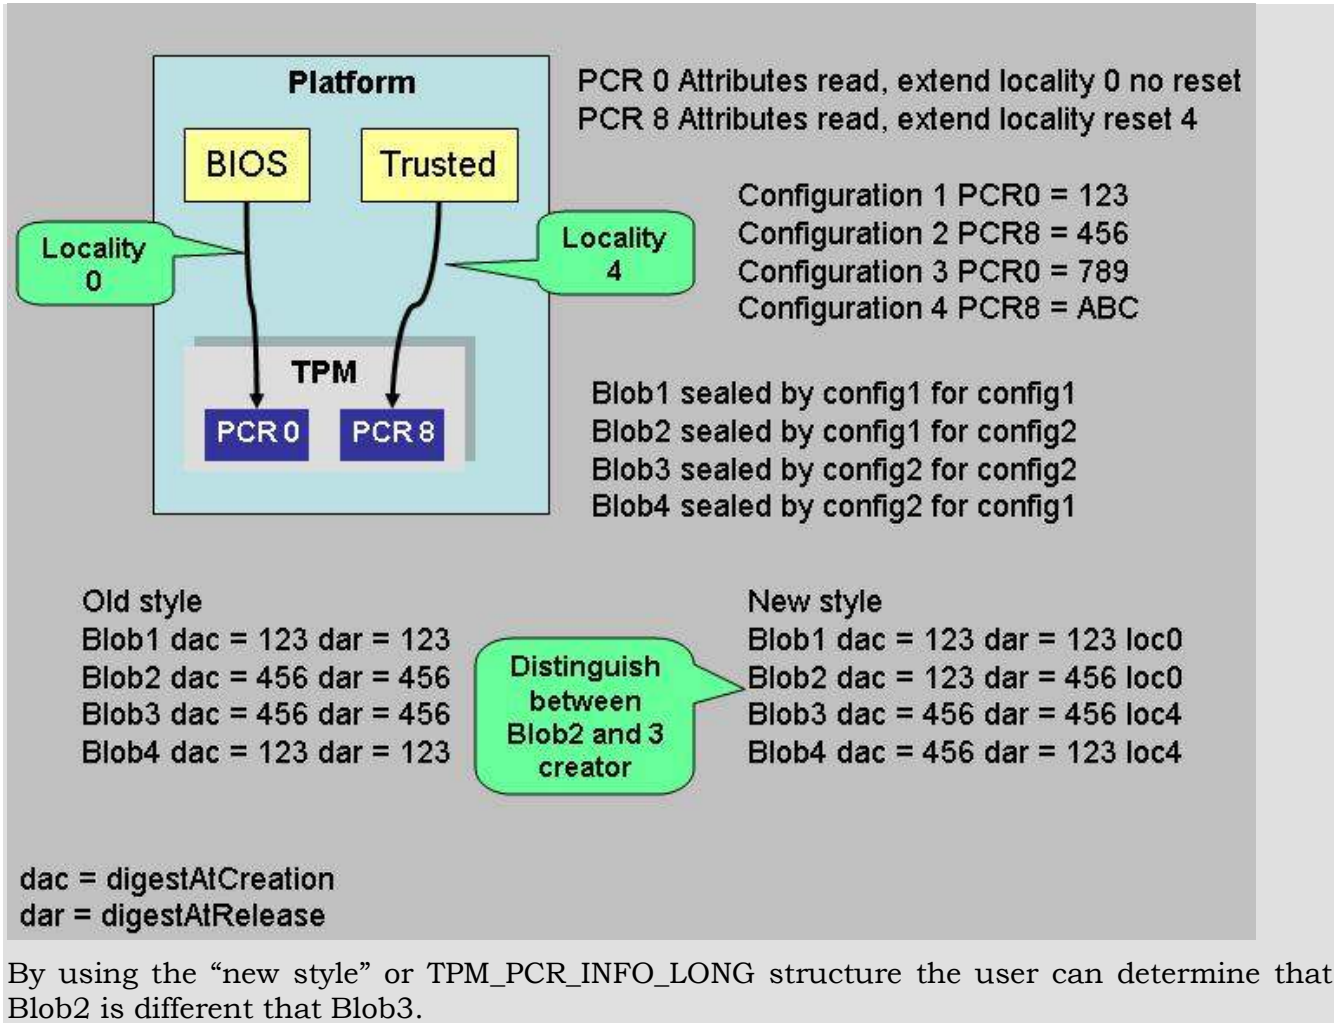 Platform
BIOS
Trusted
Locality
0
Locality
4
TPM
PCR 0
PCR 8
PCR 0 Attributes read, extend locality 0 no reset
PCR 8 Attributes read, extend locality reset 4
Configuration 1 PCR0 = 123
Configuration 2 PCR8 = 456
Configuration 3 PCR0 = 789
Configuration 4 PCR8 = ABC
Blob1 sealed by config1 for config1
Blob2 sealed by config1 for config2
Blob3 sealed by config2 for config2
Blob4 sealed by config2 for config1
Old style
Blob1 dac = 123 dar = 123
Blob2 dac = 456 dar = 456
Blob3 dac = 456 dar = 456
Blob4 dac = 123 dar = 123
Distinguish
between
Blob2 and 3
creator
New style
Blob1 dac = 123 dar = 123 loc0
Blob2 dac = 123 dar = 456 loc0
Blob3 dac = 456 dar = 456 loc4
Blob4 dac = 456 dar = 123 loc4
dac = digestAtCreation
dar = digestAtRelease
By using the “new style” or TPM_PCR_INFO_LONG structure the user can determine that
Blob2 is different that Blob3.